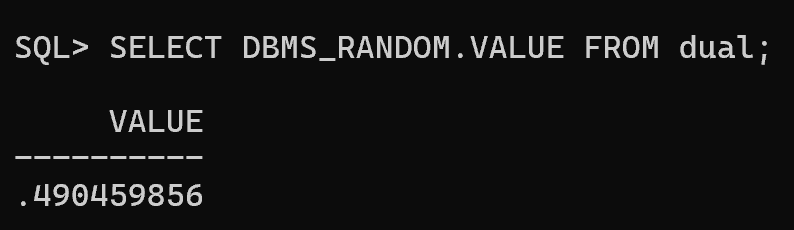 SQL> SELECT DBMS_RANDOM.VALUE FROM dual;
VALUE
----------
.490459856